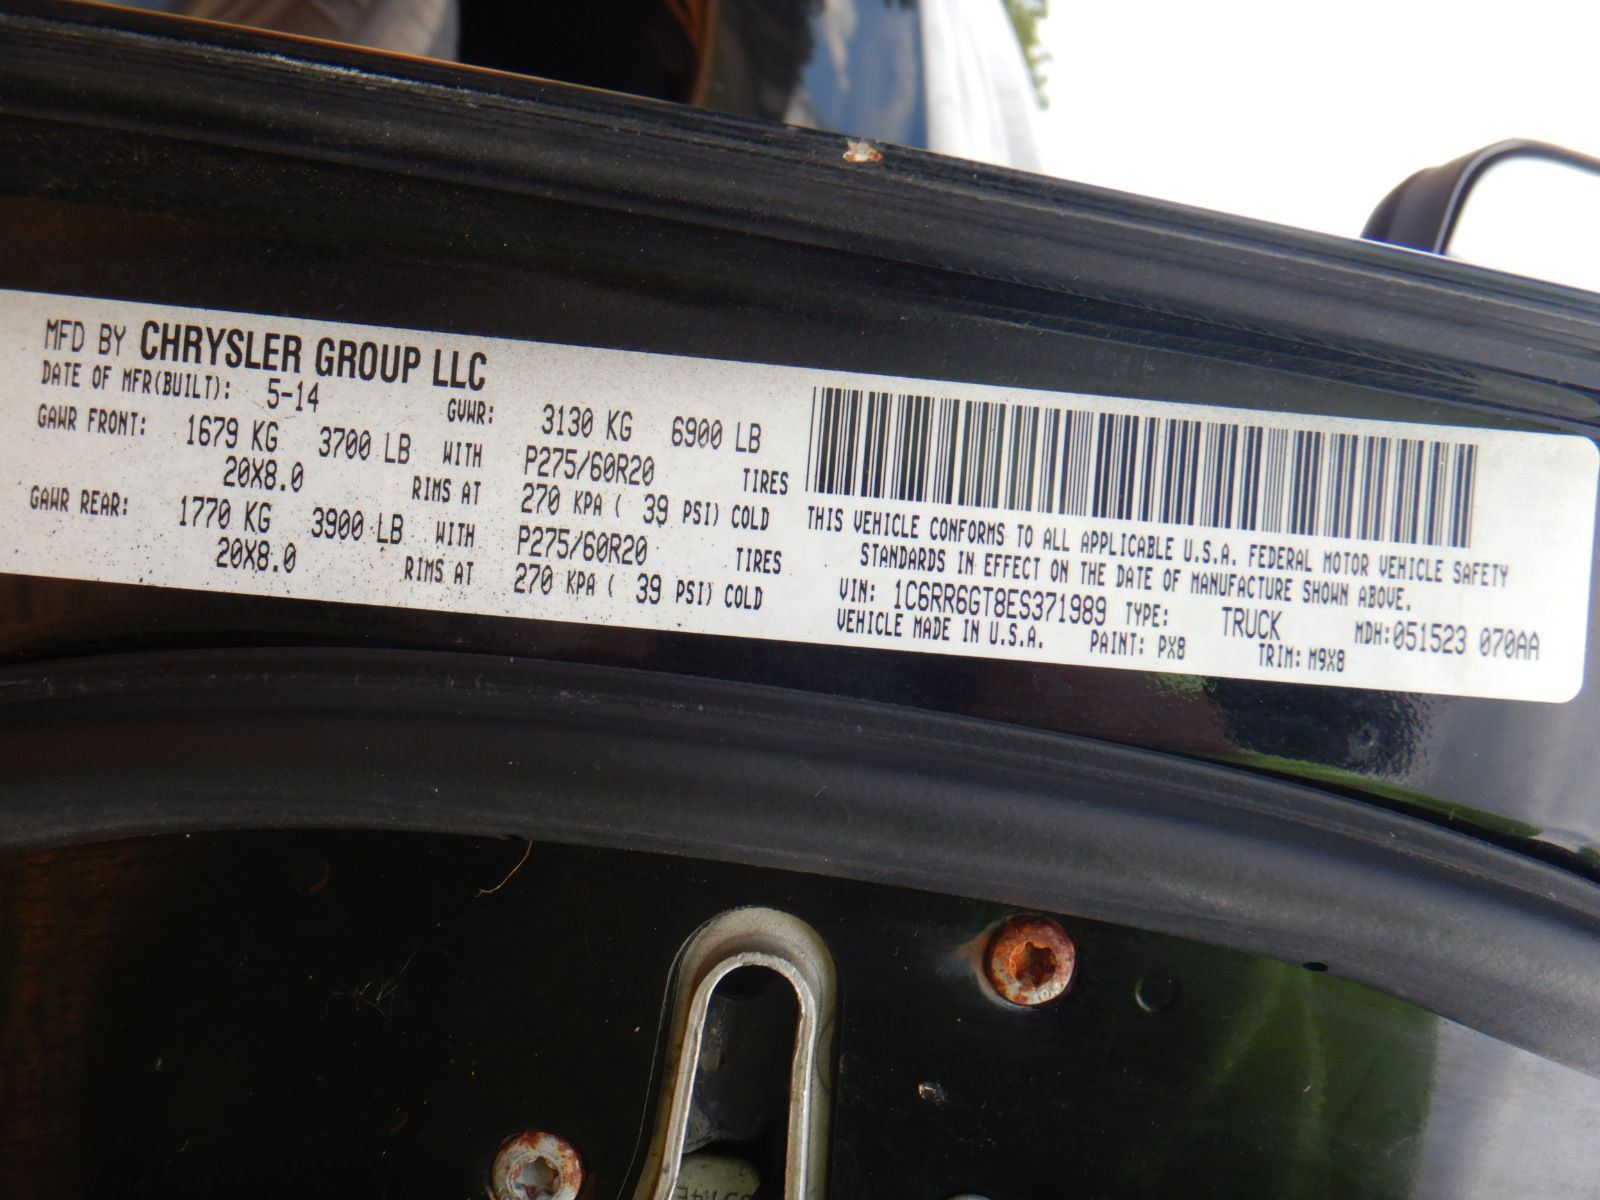 MFD BY CHRYSLER GROUP LLC
DATE OF MFR(BUILT): 5-14 GVWR: 3130 KG 6900 LB
GAWR FRONT: 1679 KG 3700 LB WITH P275/60R20 TIRES
20X8.0 RIMS AT 270 KPA ( 39 PSI) COLD
GAWR REAR: 1770 KG 3900 LB WITH P275/60R20 TIRES
20X8.0 RIMS AT 270 KPA ( 39 PSI) COLD
THIS VEHICLE CONFORMS TO ALL APPLICABLE U.S.A. FEDERAL MOTOR VEHICLE SAFETY
STANDARDS IN EFFECT ON THE DATE OF MANUFACTURE SHOWN ABOVE.
VIN: 1C6RR6GT8ES371989 TYPE: TRUCK MDH:051523 070AA
VEHICLE MADE IN U.S.A. PAINT: PX8 TRIM: M9X8